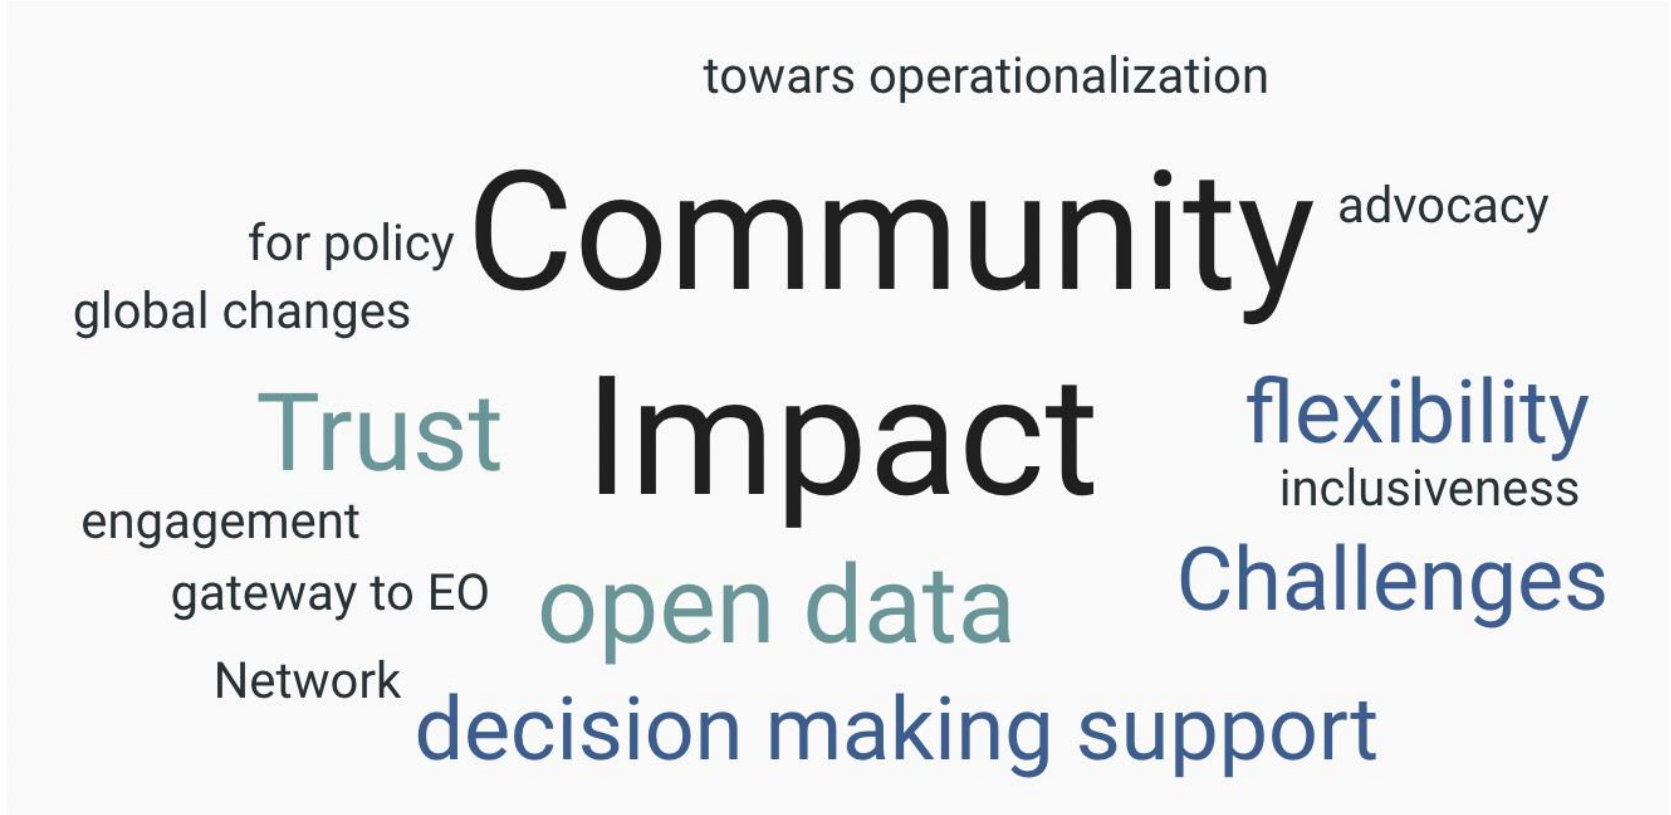 towars operationalization
Community
advocacy
for policy
global changes
Trust
Impact
flexibility
inclusiveness
engagement
gateway to EO
open data
Challenges
Network
decision making support